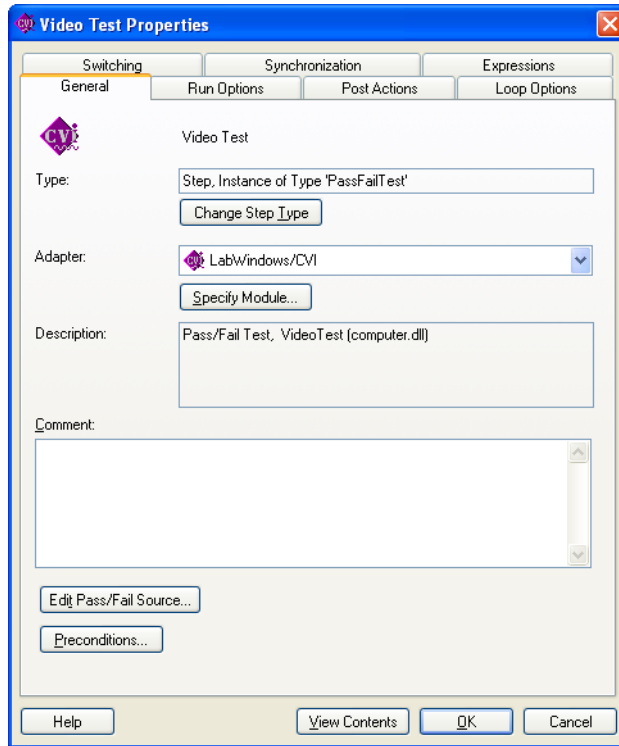 Video Test Properties
Switching Synchronization Expressions
General Run Options Post Actions Loop Options
CVi Video Test
Type: Step, Instance of Type 'PassFailTest'
Change Step Type
Adapter: LabWindows/CVI
Specify Module...
Description: Pass/Fail Test, VideoTest (computer.dll)
Comment:
Edit Pass/Fail Source...
Preconditions...
Help View Contents OK Cancel